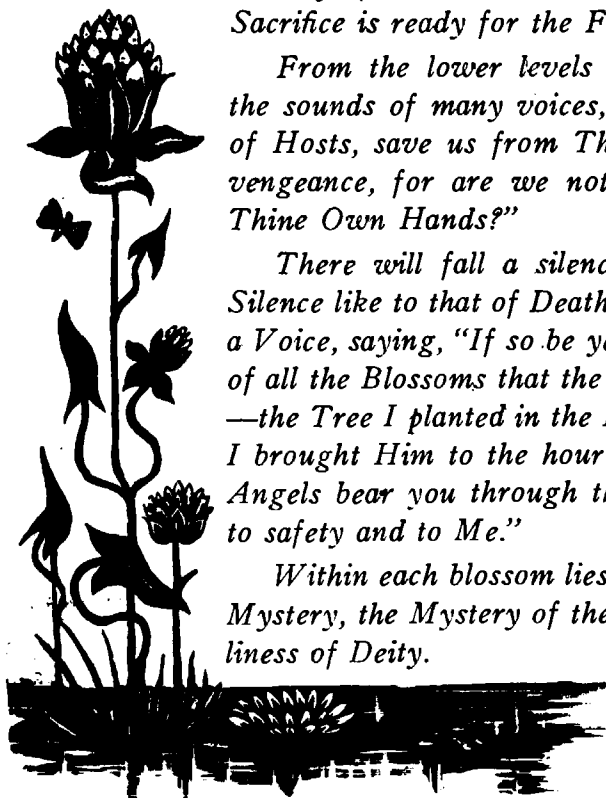 Sacrifice is ready for the F
From the lower levels
the sounds of many voices,
of Hosts, save us from Th
vengeance, for are we not
Thine Own Hands?"
There will fall a silenc
Silence like to that of Death
a Voice, saying, "If so be yo
of all the Blossoms that the
—the Tree I planted in the
I brought Him to the hour
Angels bear you through th
to safety and to Me."
Within each blossom lies
Mystery, the Mystery of the
liness of Deity.